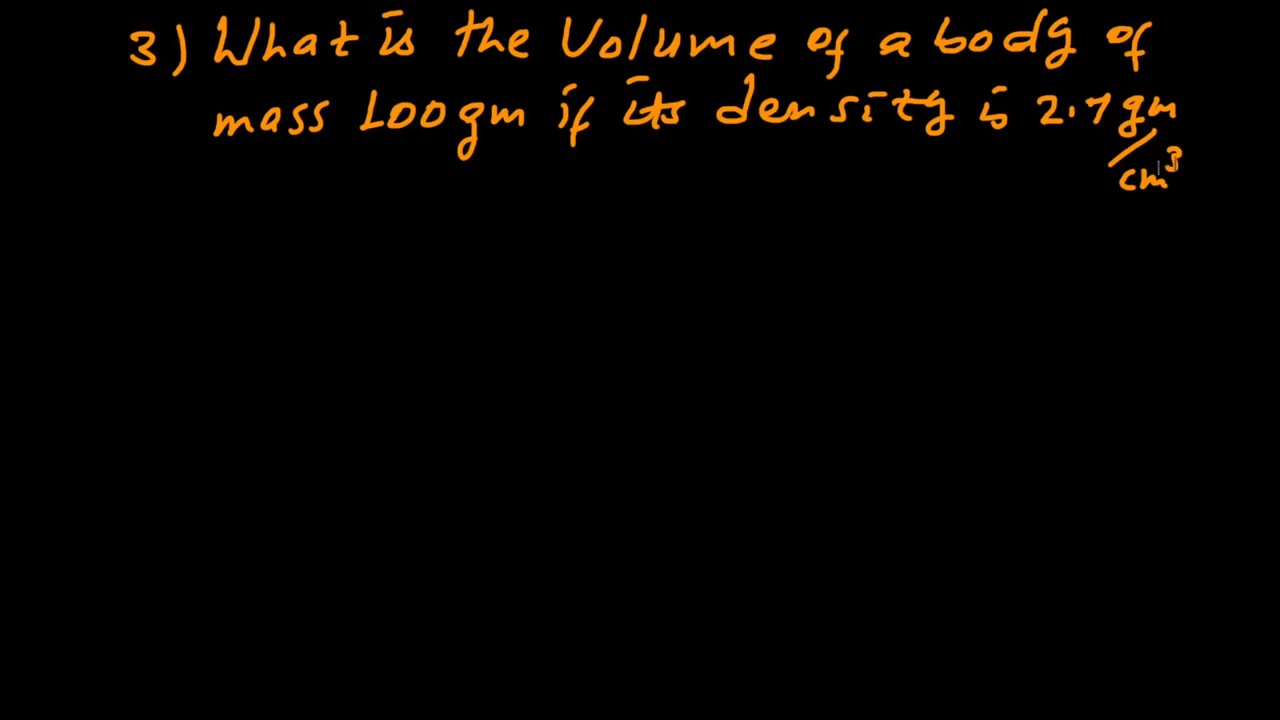 3) What is the Volume of a body of
mass 100gm if its density is 2.7gm
/cm³